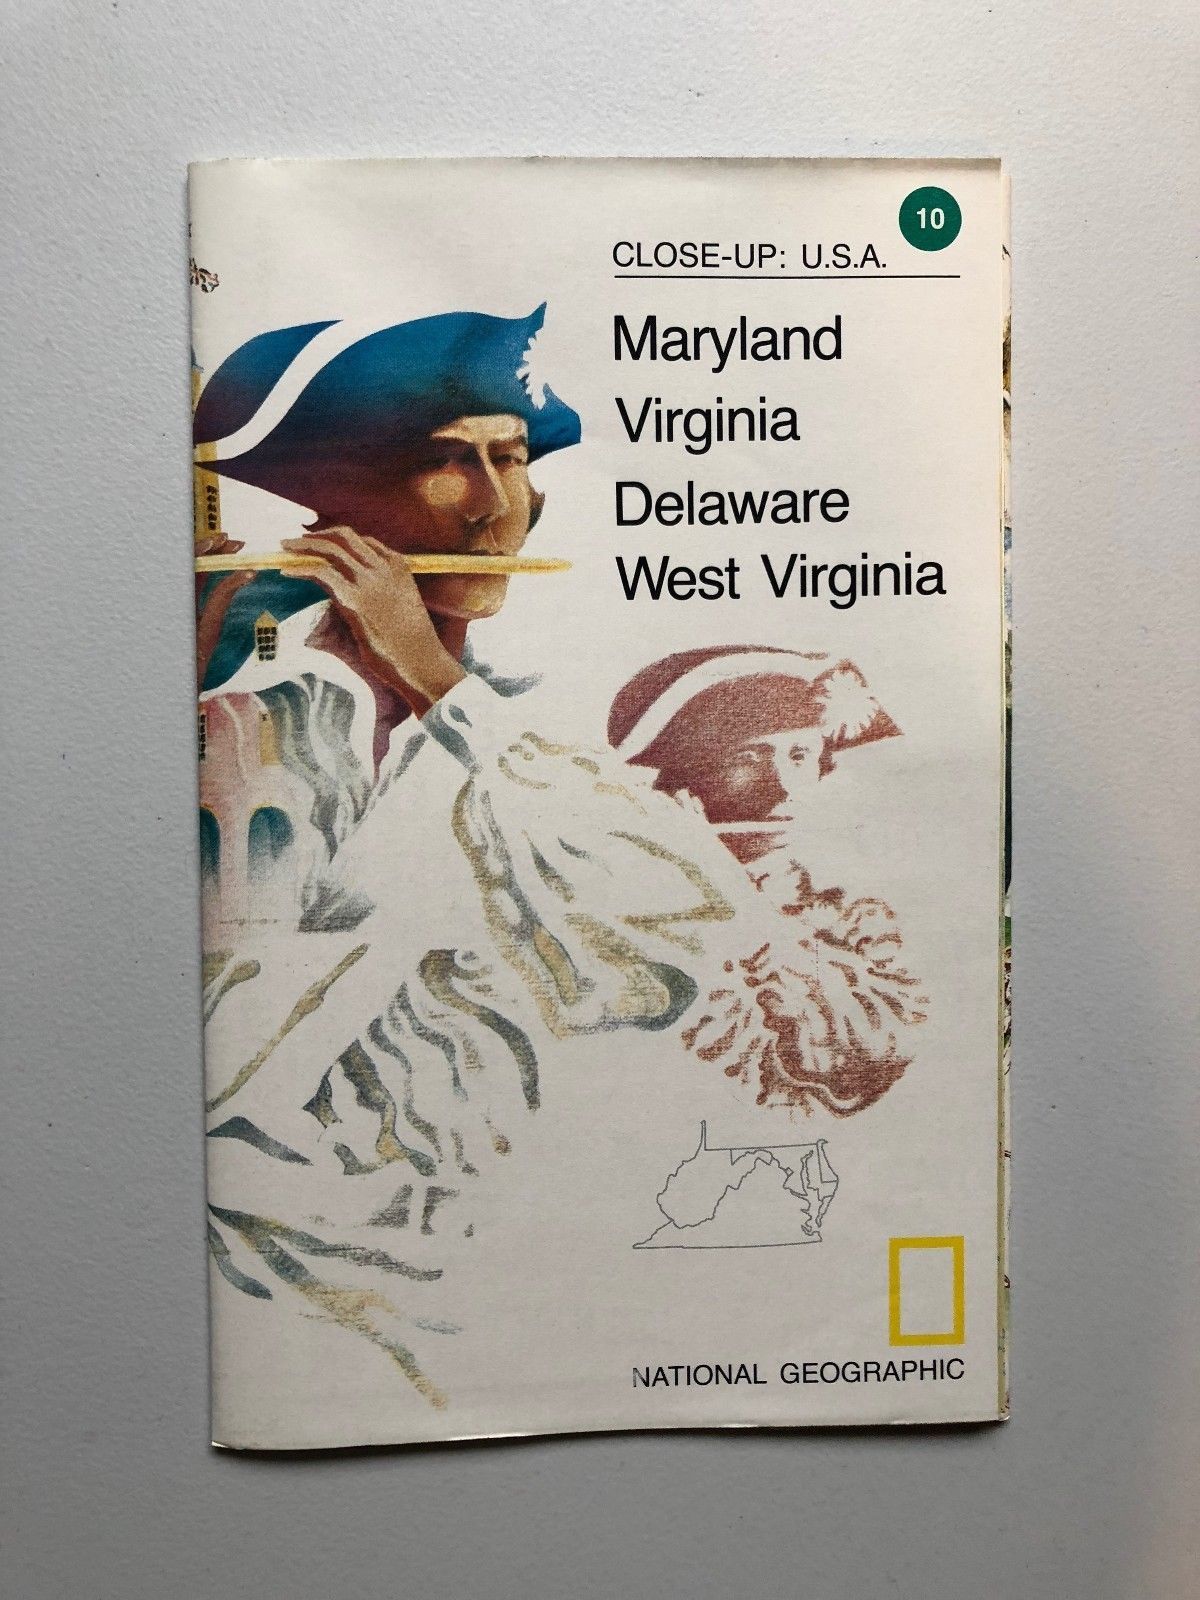 10
CLOSE-UP: U.S.A.
Maryland
Virginia
Delaware
West Virginia
NATIONAL GEOGRAPHIC